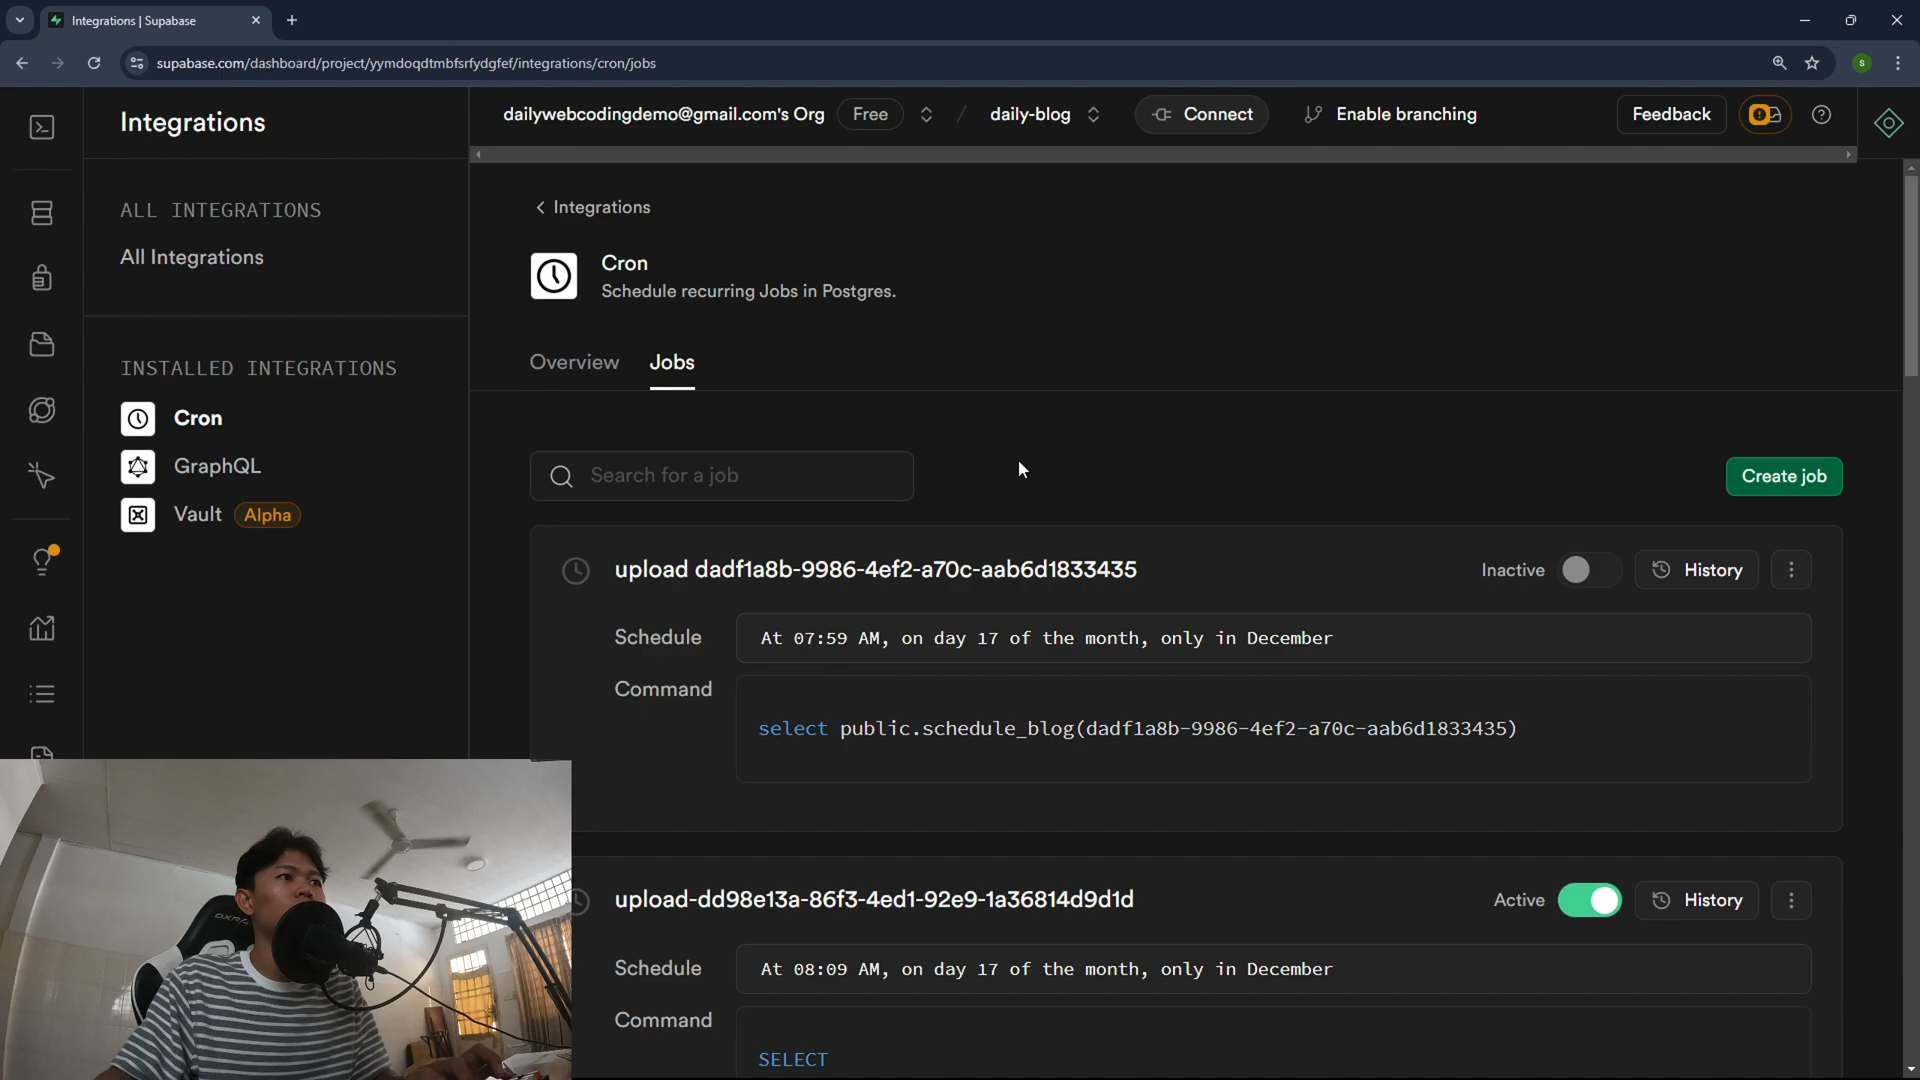 Integrations | Supabase
supabase.com/dashboard/project/yymdoqdtmbfsrfydgfef/integrations/cron/jobs
S
Integrations
dailywebcodingdemo@gmail.com's Org Free / daily-blog Connect Enable branching Feedback
ALL INTEGRATIONS
All Integrations
INSTALLED INTEGRATIONS
Cron
GraphQL
Vault Alpha
Integrations
Cron
Schedule recurring Jobs in Postgres.
Overview Jobs
Search for a job
Create job
upload dadf1a8b-9986-4ef2-a70c-aab6d1833435 Inactive History
Schedule At 07:59 AM, on day 17 of the month, only in December
Command
select public.schedule_blog(dadf1a8b-9986-4ef2-a70c-aab6d1833435)
upload-dd98e13a-86f3-4ed1-92e9-1a36814d9d1d Active History
Schedule At 08:09 AM, on day 17 of the month, only in December
Command
SELECT